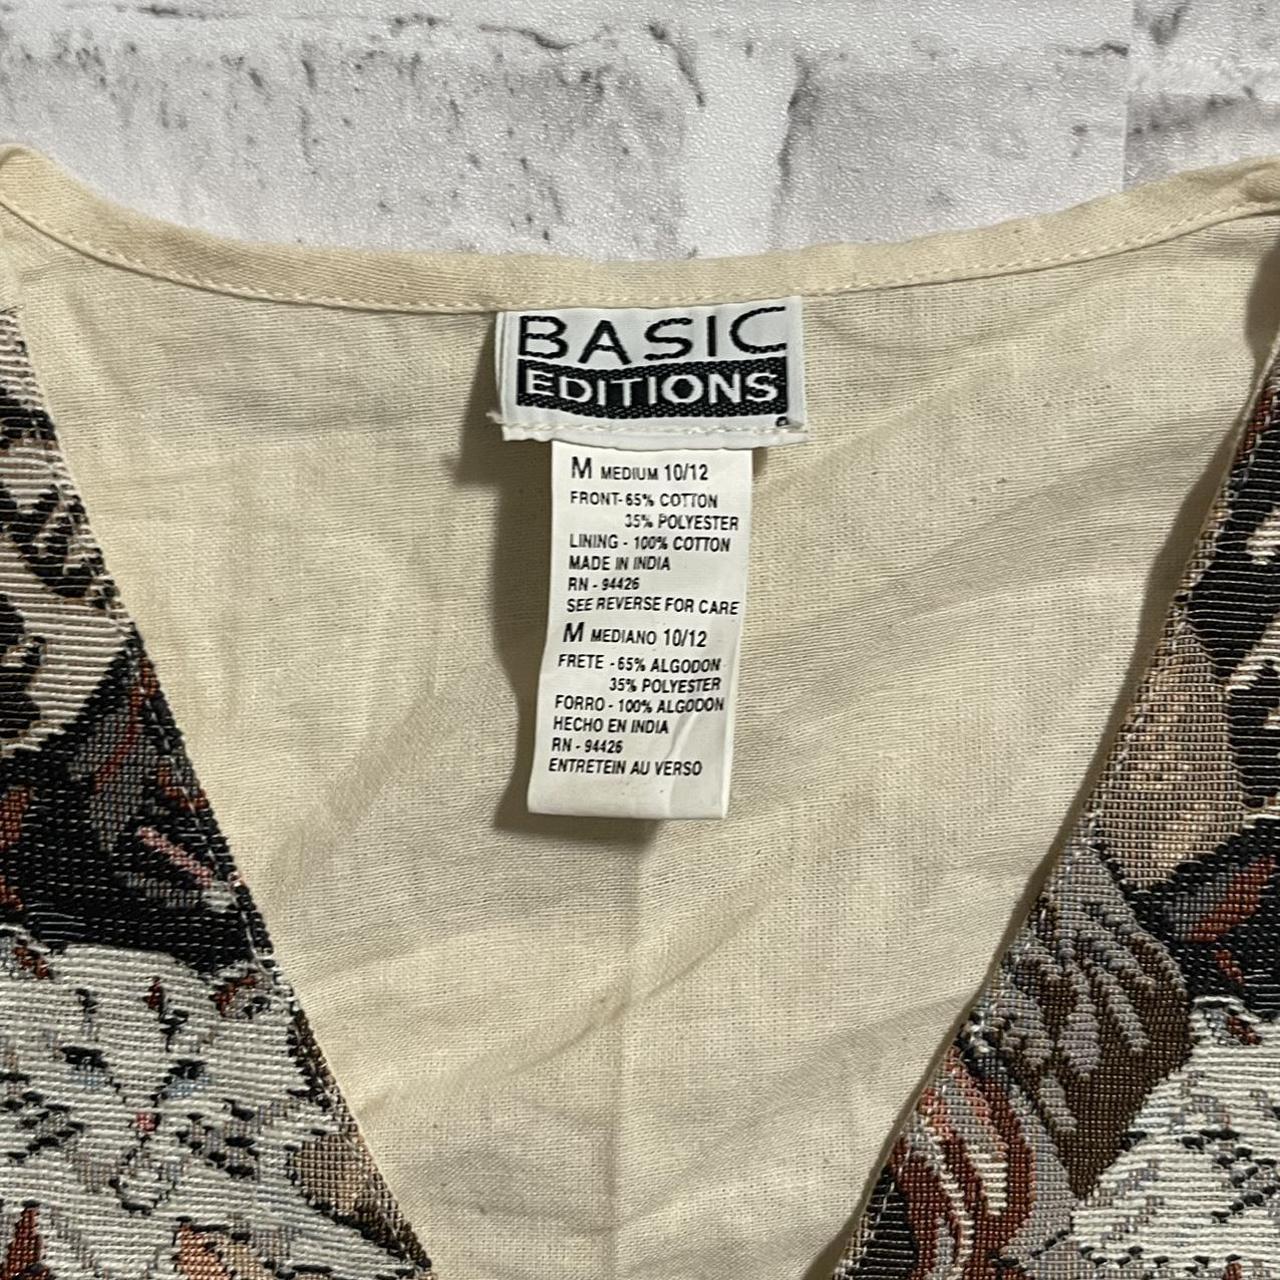 BASIC
EDITIONS
M MEDIUM 10/12
FRONT- 65% COTTON
35% POLYESTER
LINING - 100% COTTON
MADE IN INDIA
RN - 94426
SEE REVERSE FOR CARE
M MEDIANO 10/12
FRETE - 65% ALGODON
35% POLYESTER
FORRO - 100% ALGODON
HECHO EN INDIA
RN - 94426
ENTRETEIN AU VERSO